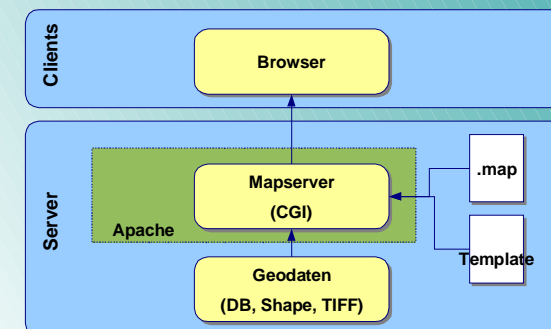 Clients
Browser
Server
Mapserver
(CGI)
Apache
.map
Template
Geodaten
(DB, Shape, TIFF)